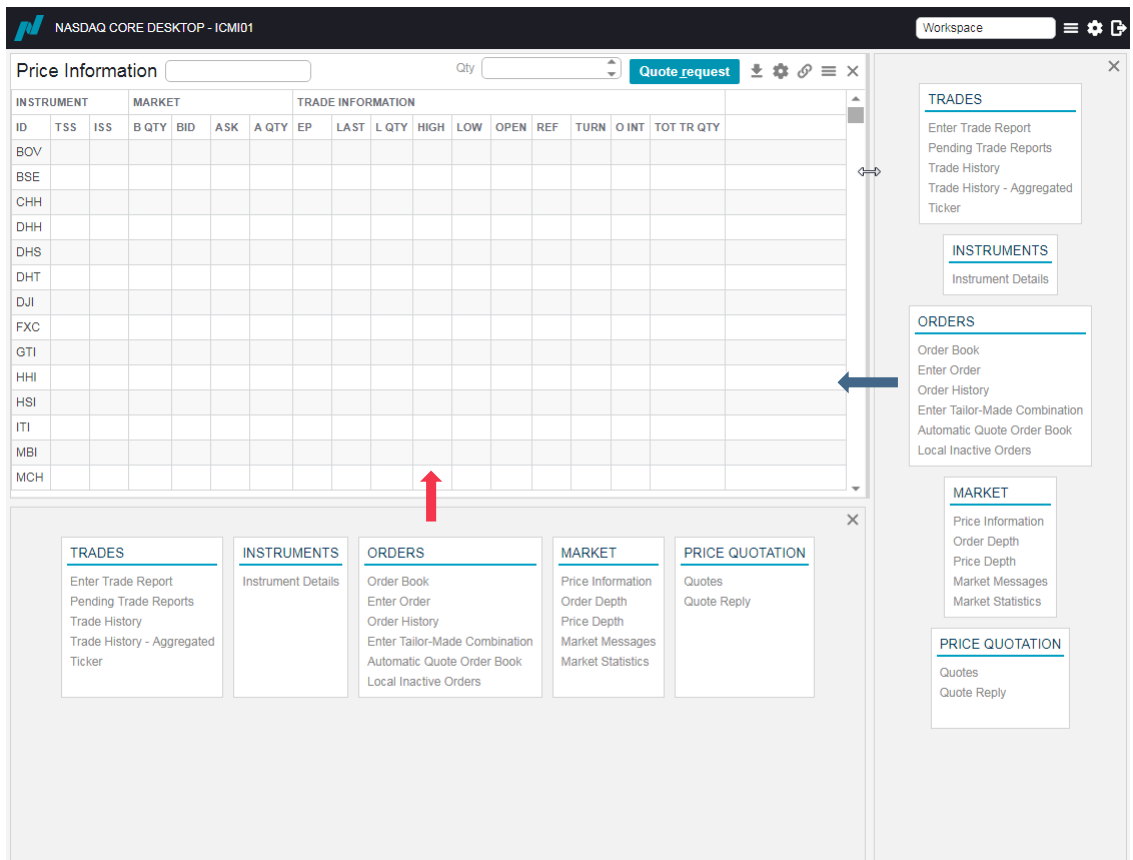 NASDAQ CORE DESKTOP - ICMI01
Workspace
Price Information
Qty
Quote request
INSTRUMENT MARKET TRADE INFORMATION
ID TSS ISS B QTY BID ASK A QTY EP LAST L QTY HIGH LOW OPEN REF TURN O INT TOT TR QTY
BOV
BSE
CHH
DHH
DHS
DHT
DJI
FXC
GTI
HHI
HSI
ITI
MBI
MCH
TRADES
Enter Trade Report
Pending Trade Reports
Trade History
Trade History - Aggregated
Ticker
INSTRUMENTS
Instrument Details
ORDERS
Order Book
Enter Order
Order History
Enter Tailor-Made Combination
Automatic Quote Order Book
Local Inactive Orders
MARKET
Price Information
Order Depth
Price Depth
Market Messages
Market Statistics
PRICE QUOTATION
Quotes
Quote Reply
TRADES
Enter Trade Report
Pending Trade Reports
Trade History
Trade History - Aggregated
Ticker
INSTRUMENTS
Instrument Details
ORDERS
Order Book
Enter Order
Order History
Enter Tailor-Made Combination
Automatic Quote Order Book
Local Inactive Orders
MARKET
Price Information
Order Depth
Price Depth
Market Messages
Market Statistics
PRICE QUOTATION
Quotes
Quote Reply